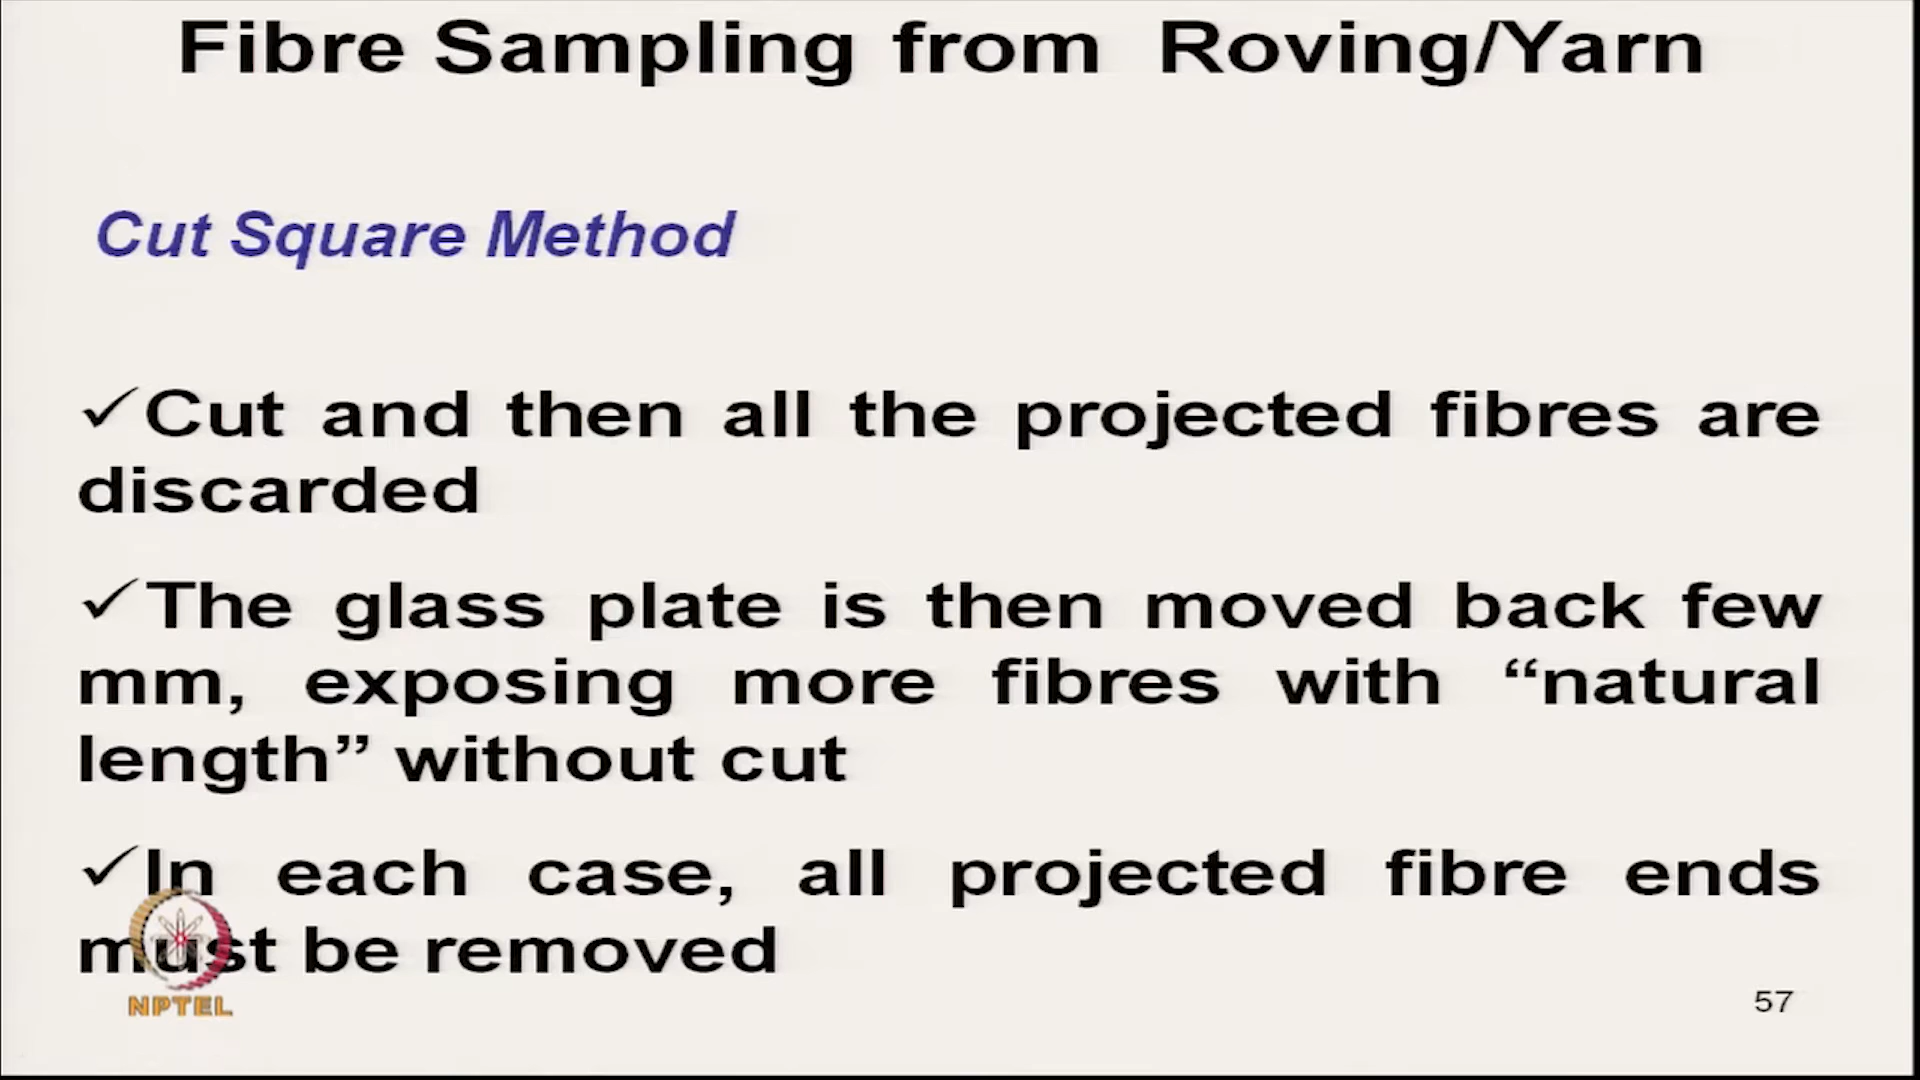 Fibre Sampling from Roving/Yarn
Cut Square Method
✓Cut and then all the projected fibres are
discarded
✓The glass plate is then moved back few
mm, exposing more fibres with “natural
length” without cut
✓In each case, all projected fibre ends
must be removed
NPTEL
57